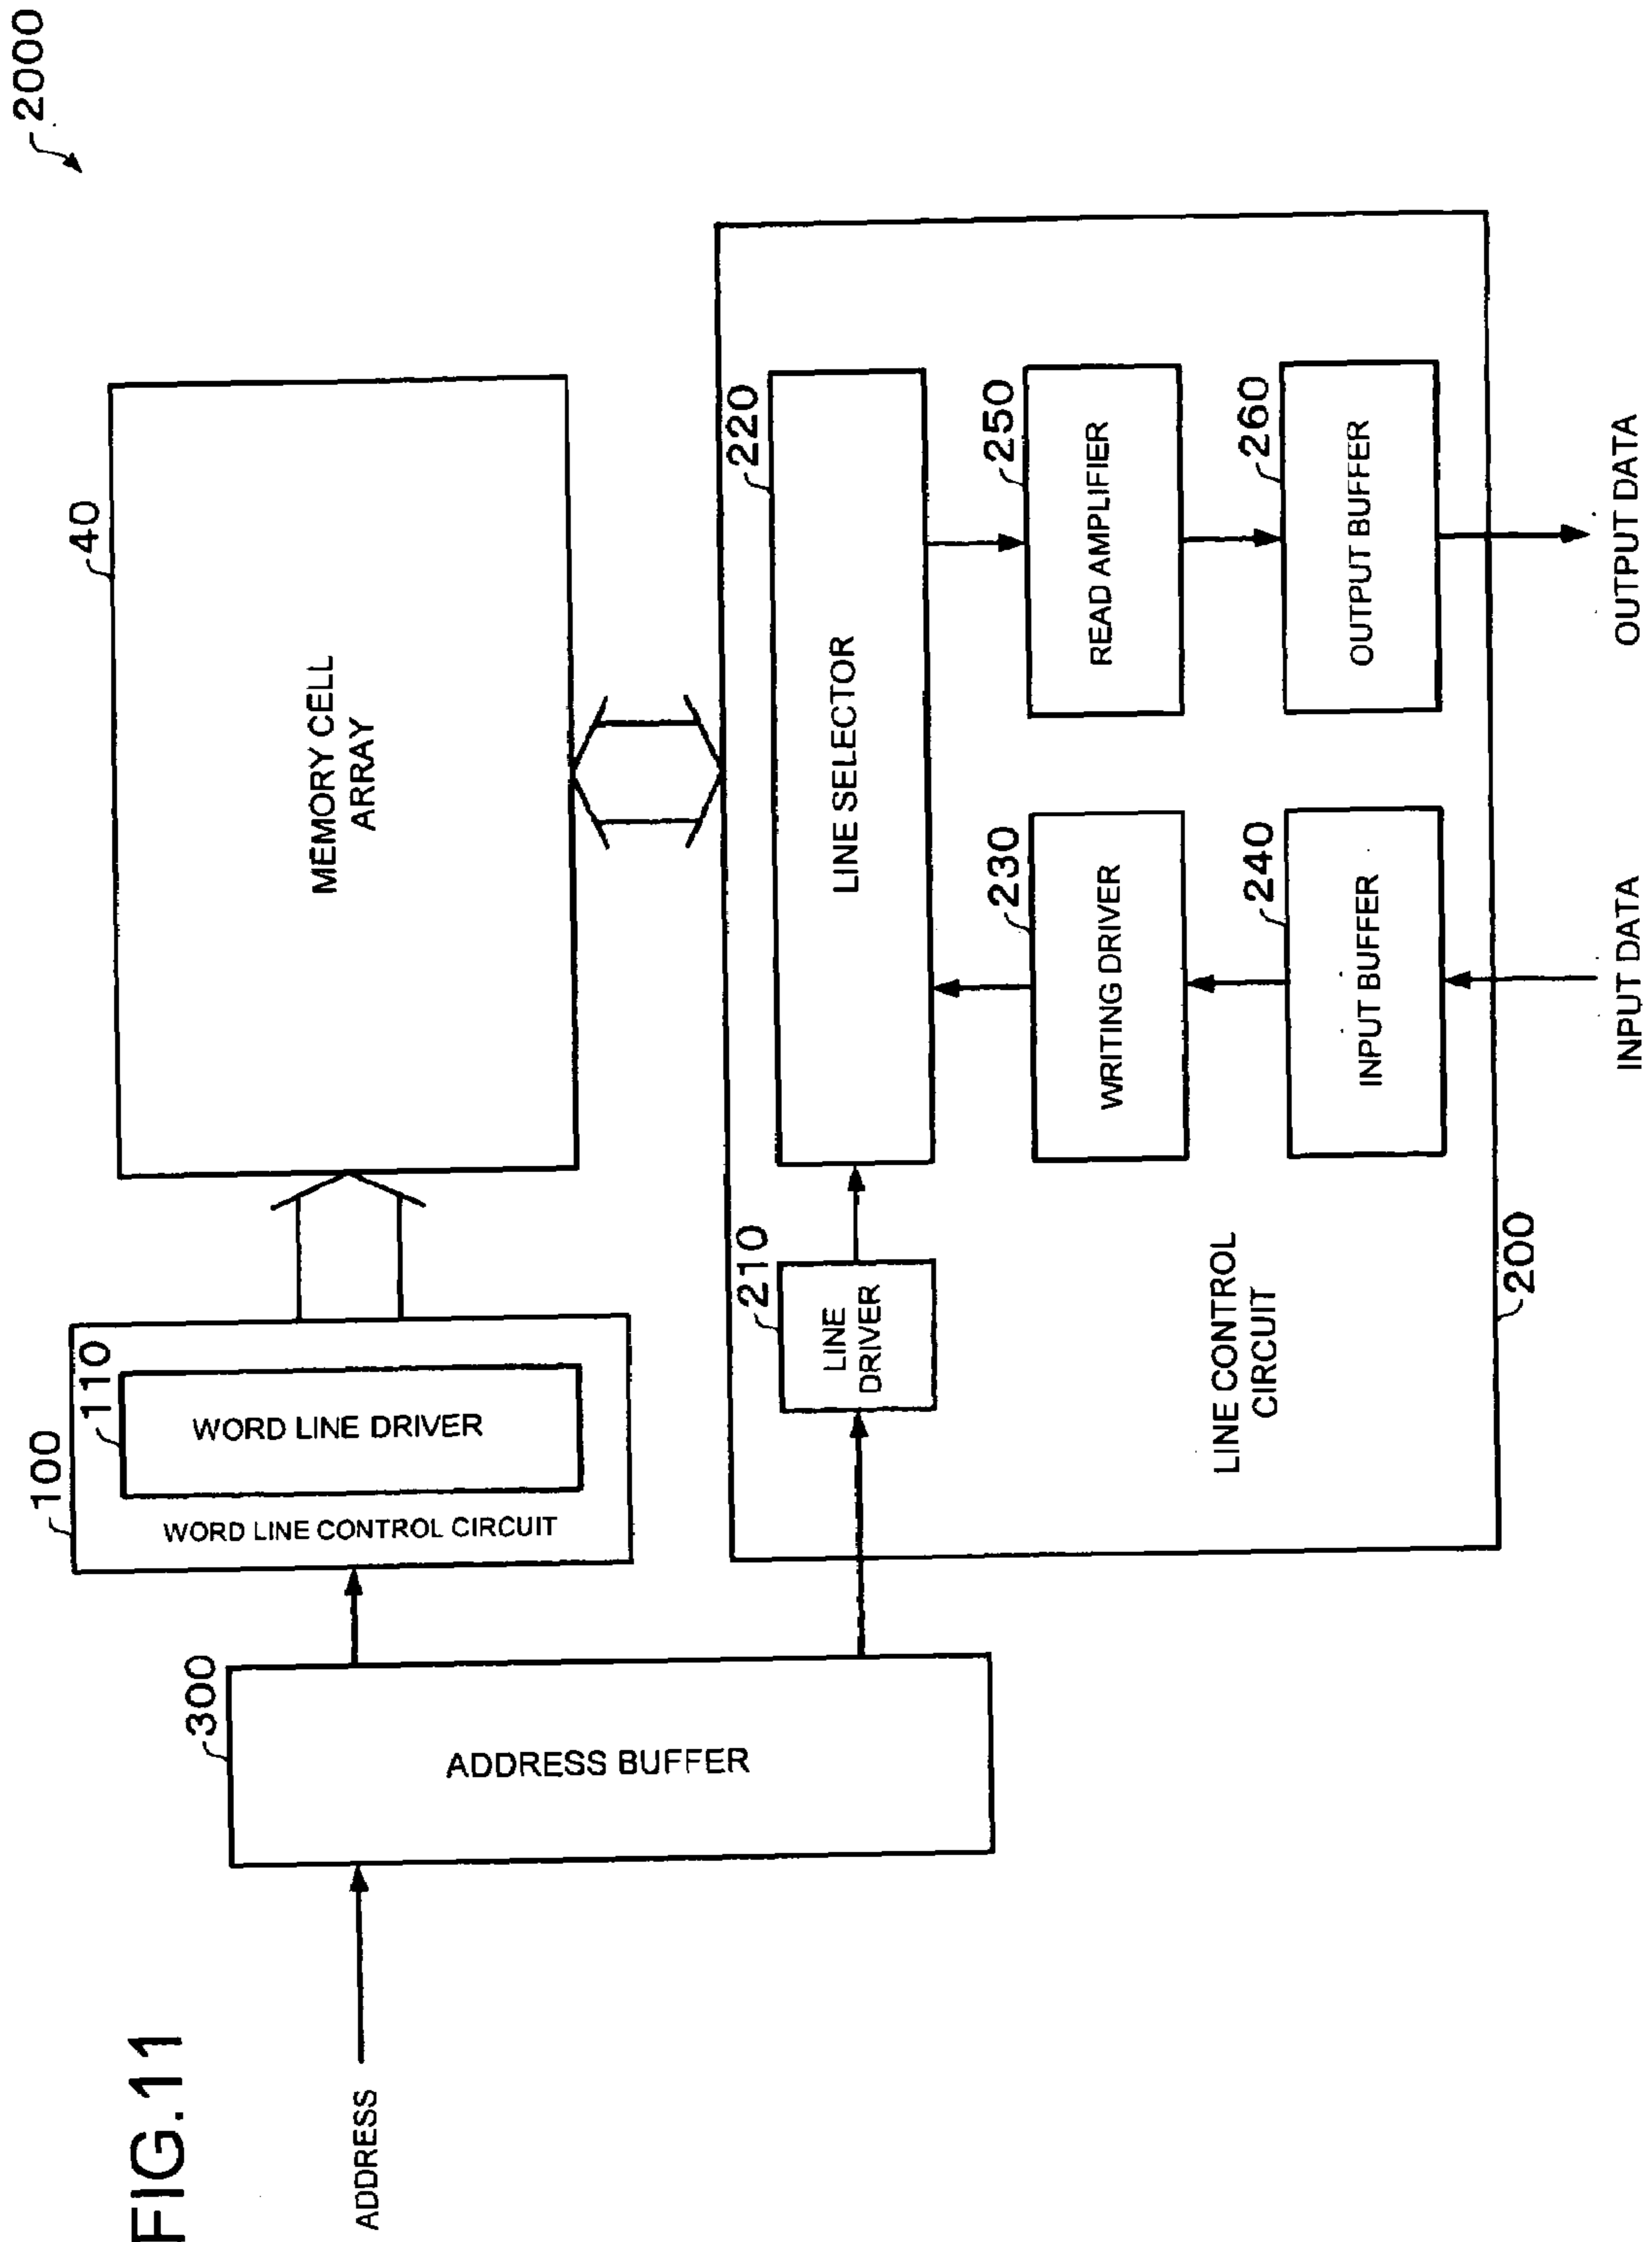 FIG.11
2000
ADDRESS
300
ADDRESS BUFFER
100
110
WORD LINE DRIVER
WORD LINE CONTROL CIRCUIT
40
MEMORY CELL
ARRAY
210
LINE
DRIVER
220
LINE SELECTOR
230
WRITING DRIVER
250
READ AMPLIFIER
240
INPUT BUFFER
260
OUTPUT BUFFER
LINE CONTROL
CIRCUIT
200
INPUT DATA
OUTPUT DATA